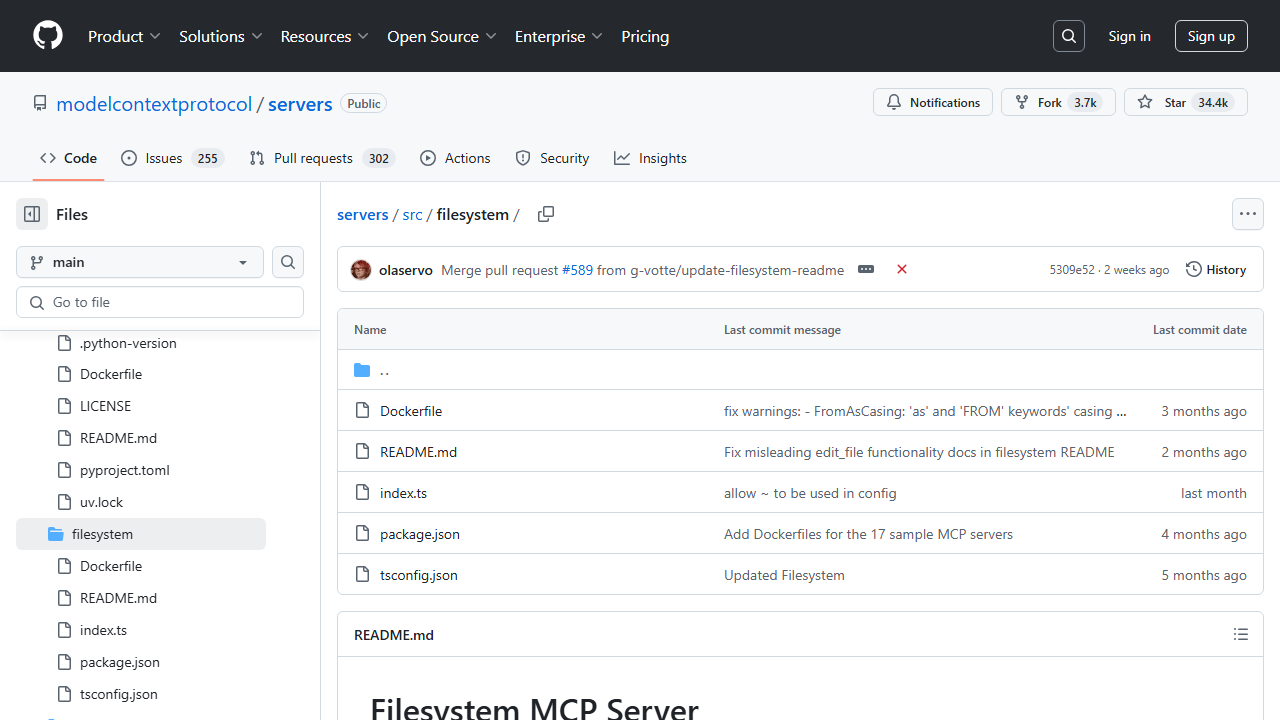 Product Solutions Resources Open Source Enterprise Pricing Sign in Sign up
modelcontextprotocol / servers Public Notifications Fork 3.7k Star 34.4k
Code Issues 255 Pull requests 302 Actions Security Insights
Files
main
Go to file
.python-version
Dockerfile
LICENSE
README.md
pyproject.toml
uv.lock
filesystem
Dockerfile
README.md
index.ts
package.json
tsconfig.json
servers / src / filesystem /
olaservo Merge pull request #589 from g-votte/update-filesystem-readme 5309e52 · 2 weeks ago History
Name Last commit message Last commit date
..
Dockerfile fix warnings: - FromAsCasing: 'as' and 'FROM' keywords' casing ... 3 months ago
README.md Fix misleading edit_file functionality docs in filesystem README 2 months ago
index.ts allow ~ to be used in config last month
package.json Add Dockerfiles for the 17 sample MCP servers 4 months ago
tsconfig.json Updated Filesystem 5 months ago
README.md
Filesystem MCP Server